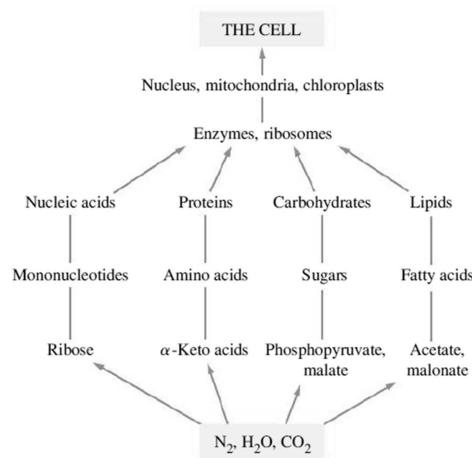 THE CELL
Nucleus, mitochondria, chloroplasts
Enzymes, ribosomes
Nucleic acids Proteins Carbohydrates Lipids
Mononucleotides Amino acids Sugars Fatty acids
Ribose α-Keto acids Phosphopyruvate, malate Acetate, malonate
N₂, H₂O, CO₂